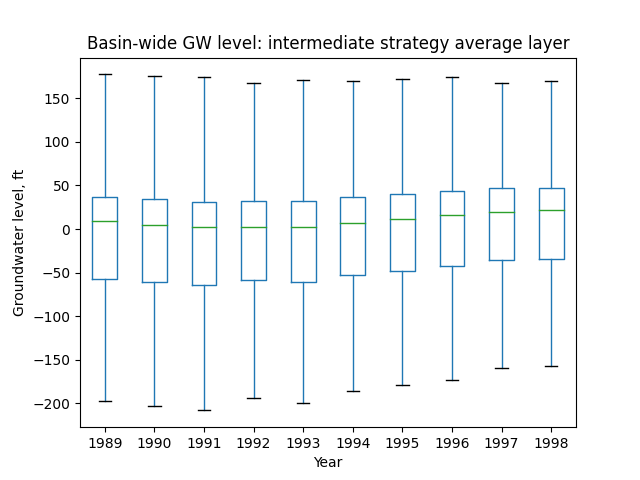 Basin-wide GW level: intermediate strategy average layer
Groundwater level, ft
150
100
50
0
−50
−100
−150
−200
1989 1990 1991 1992 1993 1994 1995 1996 1997 1998
Year